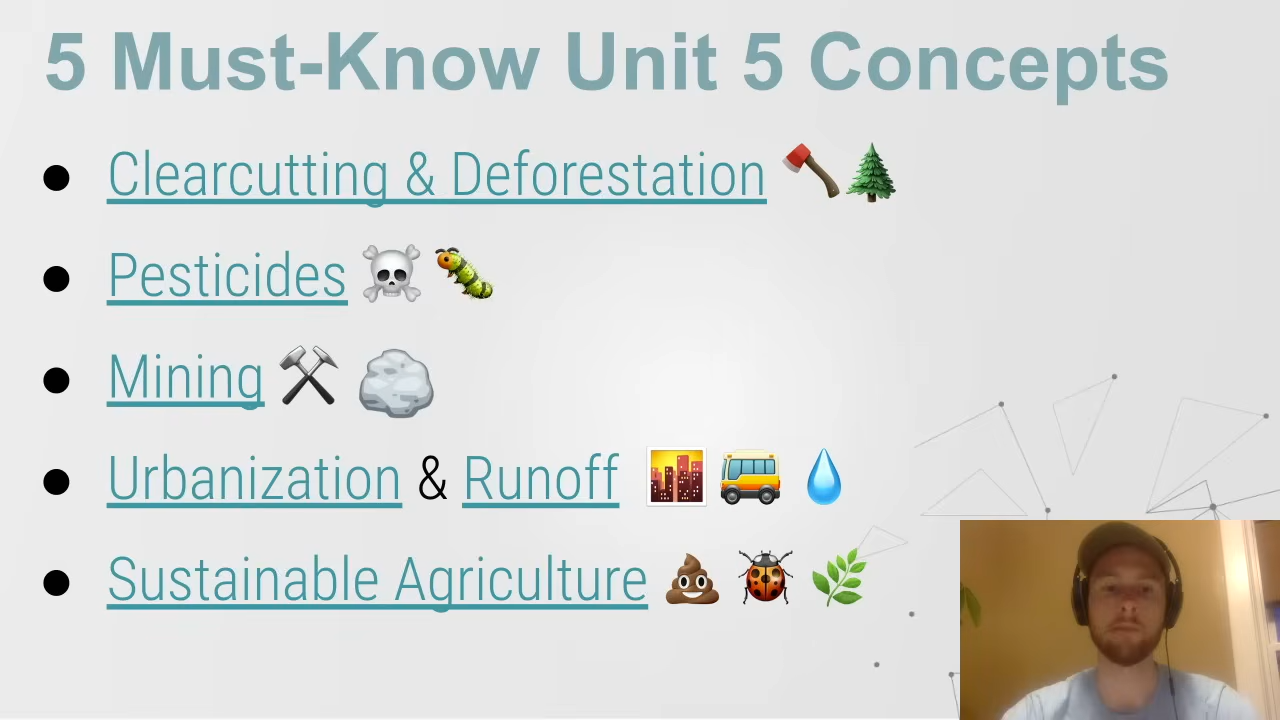 5 Must-Know Unit 5 Concepts
● Clearcutting & Deforestation 🪓🌲
● Pesticides ☠️ 🐛
● Mining ⚒️ 🪨
● Urbanization & Runoff 🌇 🚌 💧
● Sustainable Agriculture 💩 🐞 🌿